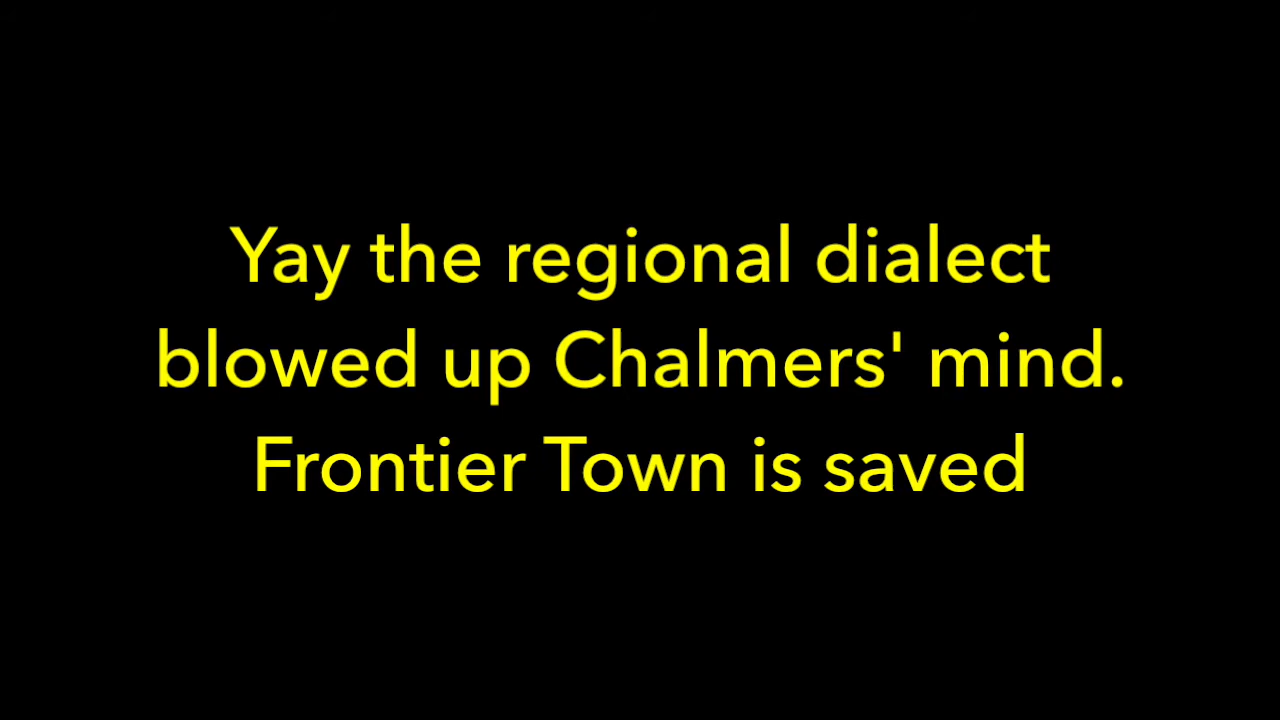 Yay the regional dialect
blowed up Chalmers' mind.
Frontier Town is saved